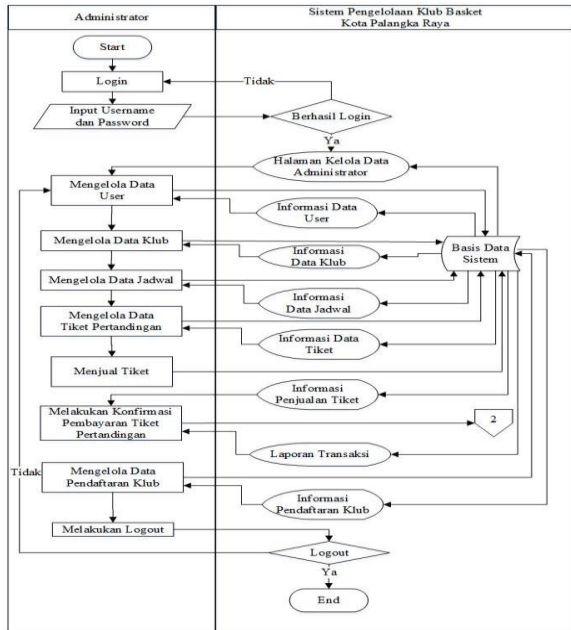 Administrator
Sistem Pengelolaan Klub Basket
Kota Palangka Raya
Start
Login
Tidak
Input Username
dan Password
Berhasil Login
Ya
Halaman Kelola Data
Administrator
Mengelola Data
User
Informasi Data
User
Mengelola Data Klub
Informasi
Data Klub
Basis Data
Sistem
Mengelola Data Jadwal
Informasi
Data Jadwal
Mengelola Data
Tiket Pertandingan
Informasi Data
Tiket
Menjual Tiket
Informasi
Penjualan Tiket
Melakukan Konfirmasi
Pembayaran Tiket
Pertandingan
2
Laporan Transaksi
Tidak
Mengelola Data
Pendaftaran Klub
Informasi
Pendaftaran Klub
Melakukan Logout
Logout
Ya
End